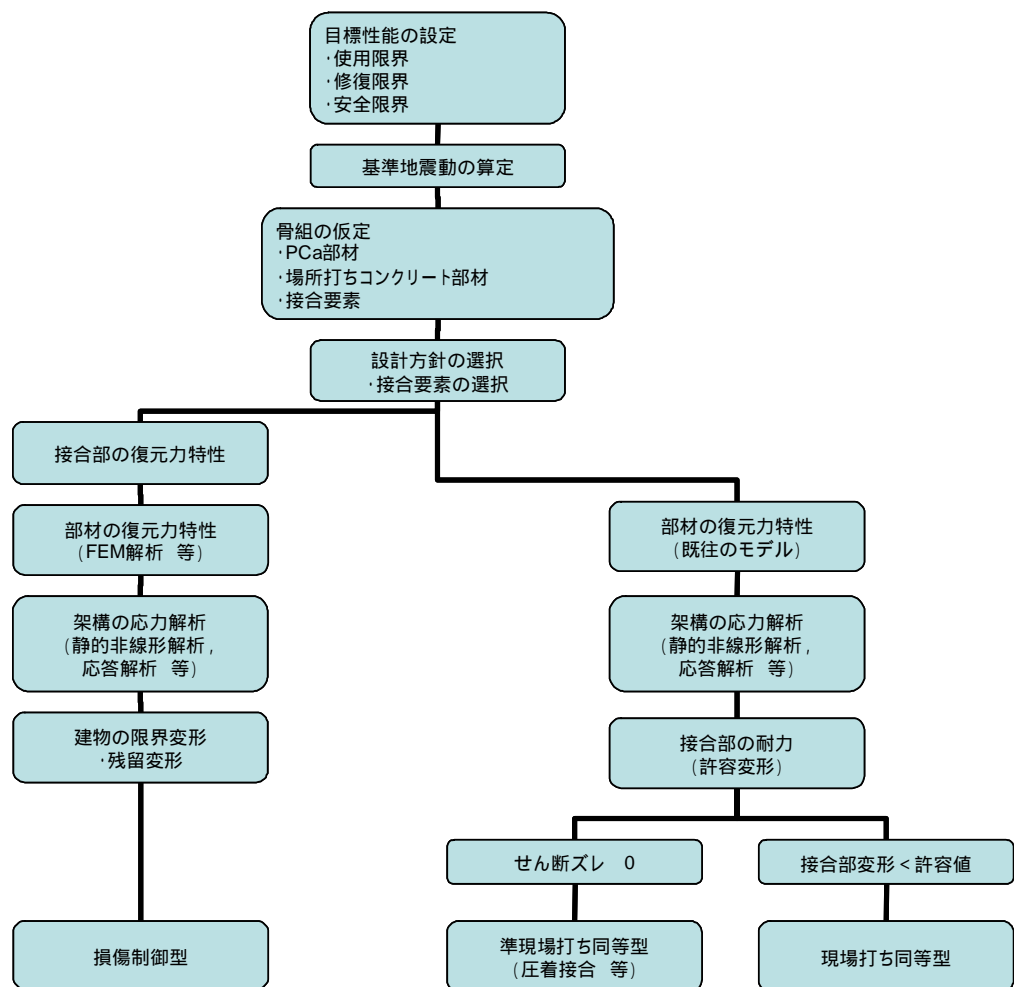 目標性能の設定
·使用限界
·修復限界
·安全限界
基準地震動の算定
骨組の仮定
·PCa部材
·場所打ちコンクリート部材
·接合要素
設計方針の選択
·接合要素の選択
接合部の復元力特性
部材の復元力特性
(FEM解析 等)
架構の応力解析
(静的非線形解析,
応答解析 等)
建物の限界変形
·残留変形
損傷制御型
部材の復元力特性
(既往のモデル)
架構の応力解析
(静的非線形解析,
応答解析 等)
接合部の耐力
(許容変形)
せん断ズレ 0
準現場打ち同等型
(圧着接合 等)
接合部変形<許容値
現場打ち同等型